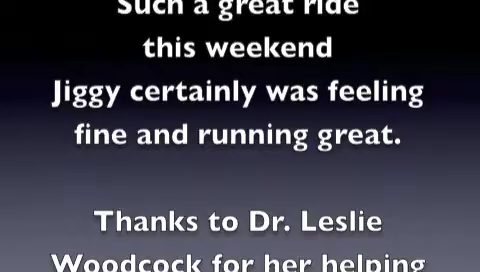 Such a great ride
this weekend
Jiggy certainly was feeling
fine and running great.
Thanks to Dr. Leslie
Woodcock for her helping